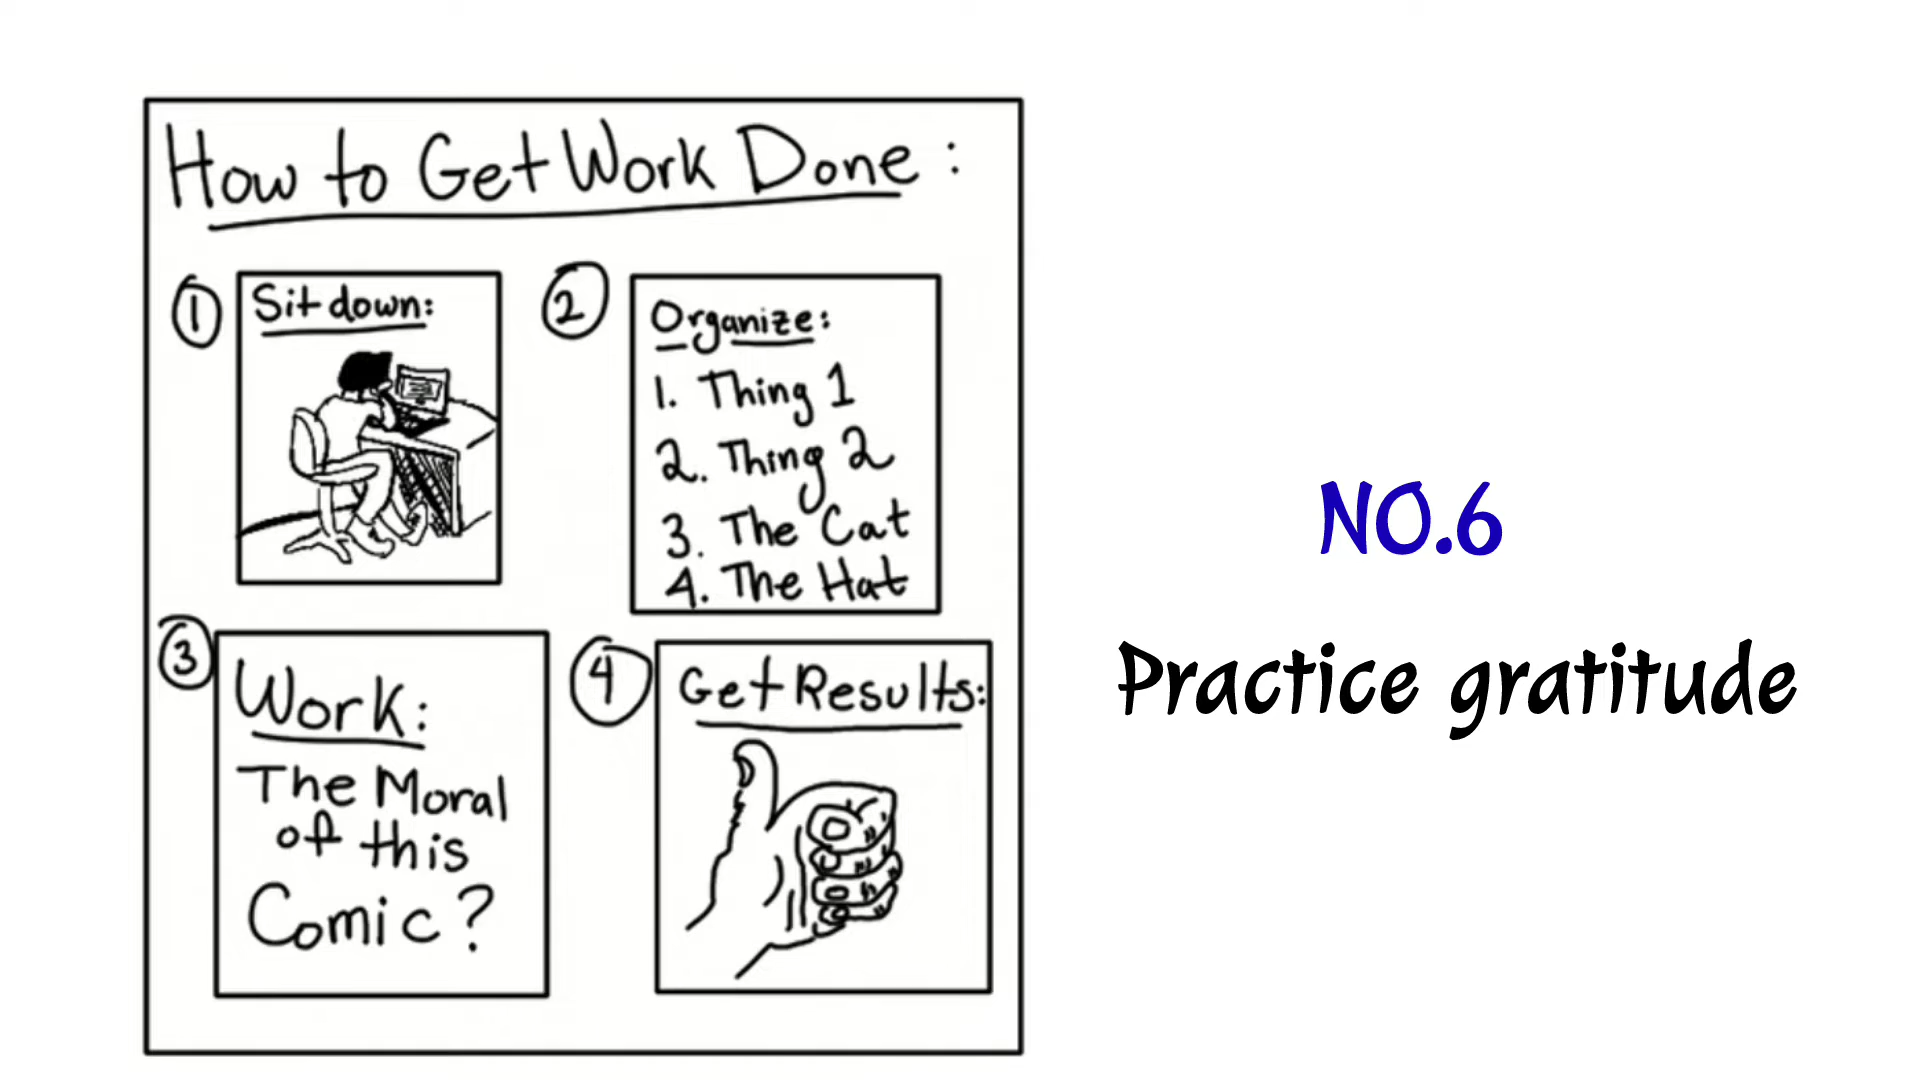 How to Get Work Done:
1
Sit down:
2
Organize:
1. Thing 1
2. Thing 2
3. The Cat
4. The Hat
3
Work:
The Moral
of this
Comic?
4
Get Results:
NO.6
Practice gratitude